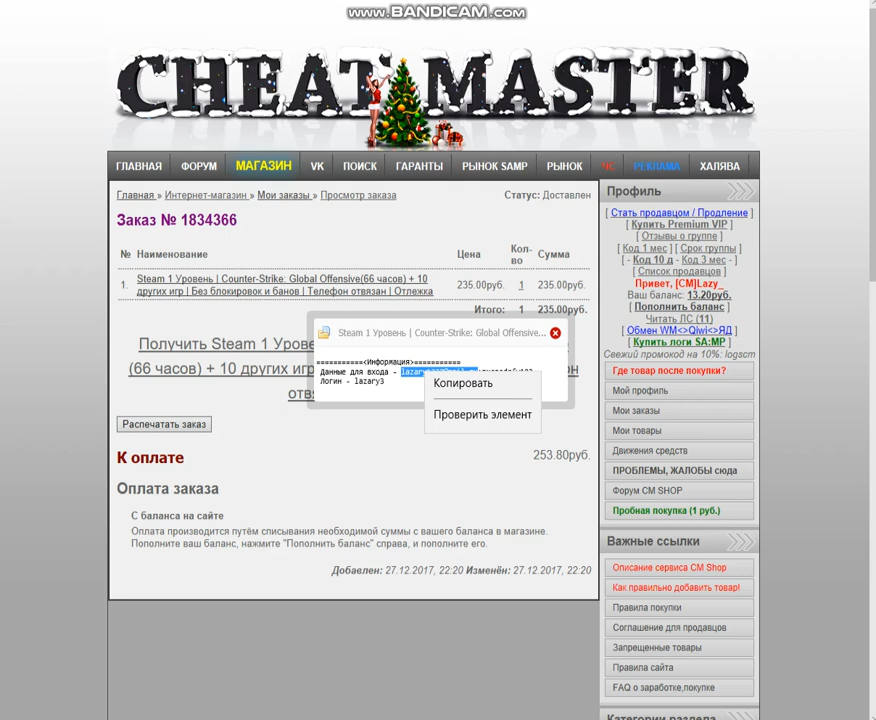 www.BANDICAM.com
CHEAT MASTER
ГЛАВНАЯ ФОРУМ МАГАЗИН VK ПОИСК ГАРАНТЫ РЫНОК SAMP РЫНОК ЧС РЕКЛАМА ХАЛЯВА
Главная » Интернет-магазин » Мои заказы » Просмотр заказа Статус: Доставлен
Заказ № 1834366
№ Наименование Цена Кол-во Сумма
1. Steam 1 Уровень | Counter-Strike: Global Offensive(66 часов) + 10 235.00руб. 1 235.00руб.
других игр | Без блокировок и банов | Телефон отвязан | Отлежка
Итого: 1 235.00руб.
Получить Steam 1 Урове
(66 часов) + 10 других игр
отвя
Steam 1 Уровень | Counter-Strike: Global Offensive...
===========<Информация>===========
Данные для входа -
Логин - lazary3
Копировать
Проверить элемент
Распечатать заказ
К оплате 253.80руб.
Оплата заказа
С баланса на сайте
Оплата производится путём списывания необходимой суммы с вашего баланса в магазине.
Пополните ваш баланс, нажмите "Пополнить баланс" справа, и пополните его.
Добавлен: 27.12.2017, 22:20 Изменён: 27.12.2017, 22:20
Профиль
[ Стать продавцом / Продление ]
[ Купить Premium VIP ]
[ Отзывы о группе ]
[ Код 1 мес ] [ Срок группы ]
[ - Код 10 д - Код 3 мес - ]
[ Список продавцов ]
Привет, [CM]Lazy_
Ваш баланс: 13.20руб.
[ Пополнить баланс ]
Читать ЛС (11)
[ Обмен WM<>Qiwi<>ЯД ]
[ Купить логи SA:MP ]
Свежий промокод на 10%: logscm
Где товар после покупки?
Мой профиль
Мои заказы
Мои товары
Движения средств
ПРОБЛЕМЫ, ЖАЛОБЫ сюда
Форум CM SHOP
Пробная покупка (1 руб.)
Важные ссылки
Описание сервиса CM Shop
Как правильно добавить товар!
Правила покупки
Соглашение для продавцов
Запрещенные товары
Правила сайта
FAQ о заработке,покупке
Категории раздела